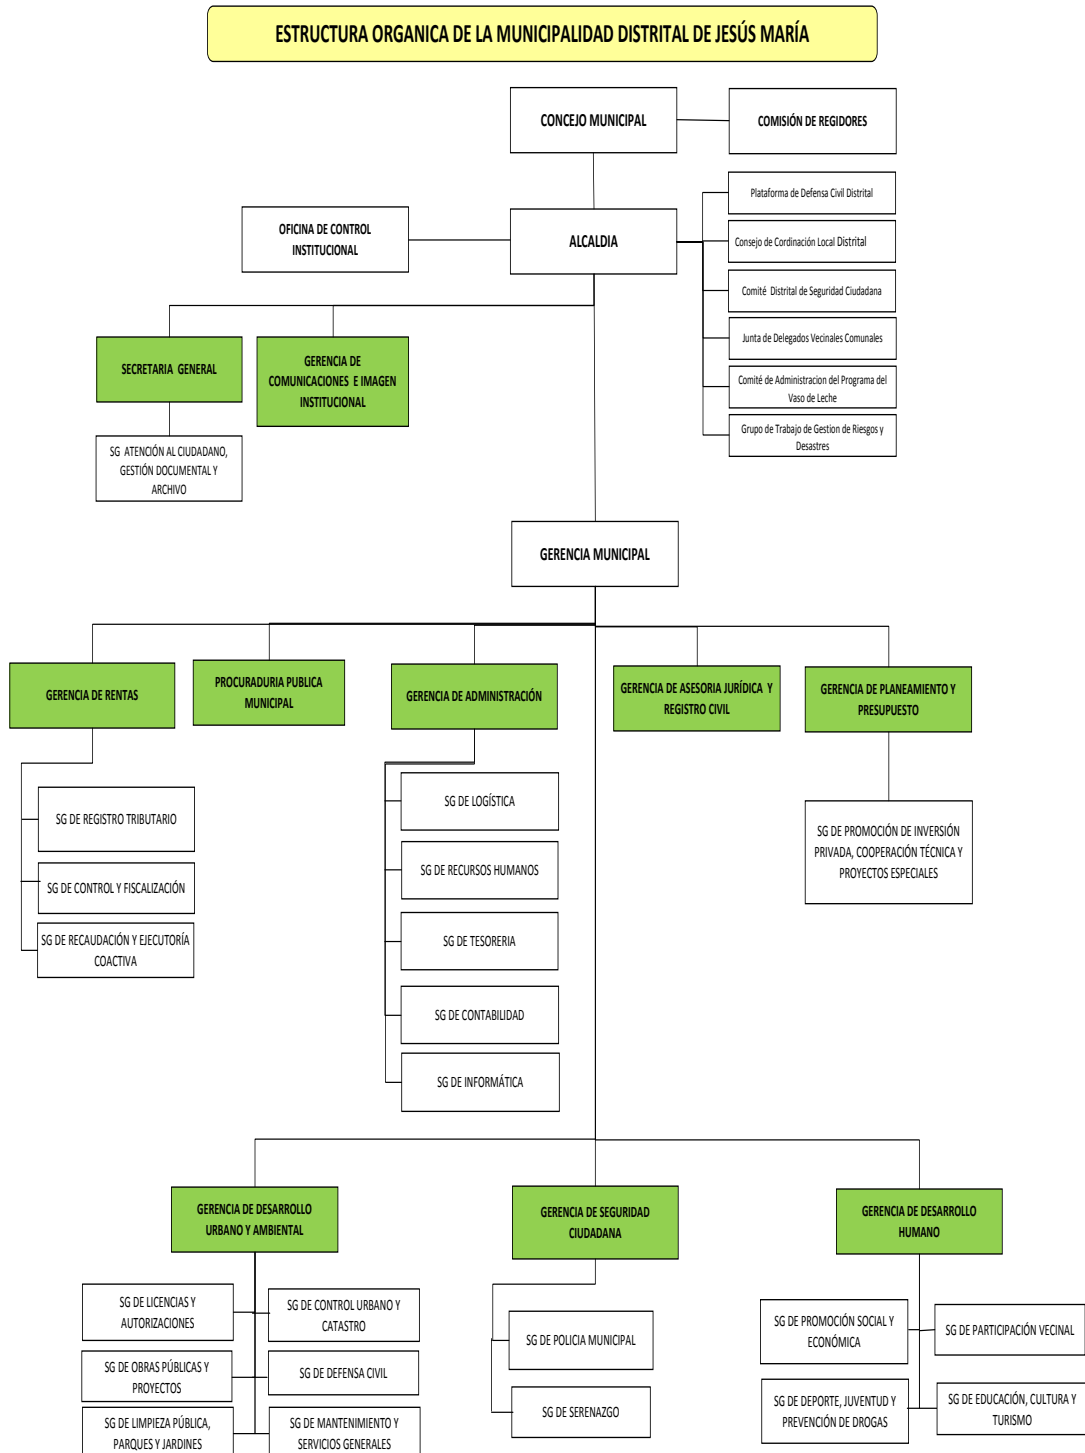 ESTRUCTURA ORGANICA DE LA MUNICIPALIDAD DISTRITAL DE JESÚS MARÍA
CONCEJO MUNICIPAL
COMISIÓN DE REGIDORES
Plataforma de Defensa Civil Distrital
OFICINA DE CONTROL
INSTITUCIONAL
ALCALDIA
Consejo de Cordinación Local Distrital
Comité Distrital de Seguridad Ciudadana
Junta de Delegados Vecinales Comunales
Comité de Administracion del Programa del
Vaso de Leche
Grupo de Trabajo de Gestion de Riesgos y
Desastres
SECRETARIA GENERAL
GERENCIA DE
COMUNICACIONES E IMAGEN
INSTITUCIONAL
SG ATENCIÓN AL CIUDADANO,
GESTIÓN DOCUMENTAL Y
ARCHIVO
GERENCIA MUNICIPAL
GERENCIA DE RENTAS
PROCURADURIA PUBLICA
MUNICIPAL
GERENCIA DE ADMINISTRACIÓN
GERENCIA DE ASESORIA JURÍDICA Y
REGISTRO CIVIL
GERENCIA DE PLANEAMIENTO Y
PRESUPUESTO
SG DE REGISTRO TRIBUTARIO
SG DE CONTROL Y FISCALIZACIÓN
SG DE RECAUDACIÓN Y EJECUTORÍA
COACTIVA
SG DE LOGÍSTICA
SG DE RECURSOS HUMANOS
SG DE TESORERIA
SG DE CONTABILIDAD
SG DE INFORMÁTICA
SG DE PROMOCIÓN DE INVERSIÓN
PRIVADA, COOPERACIÓN TÉCNICA Y
PROYECTOS ESPECIALES
GERENCIA DE DESARROLLO
URBANO Y AMBIENTAL
GERENCIA DE SEGURIDAD
CIUDADANA
GERENCIA DE DESARROLLO
HUMANO
SG DE LICENCIAS Y
AUTORIZACIONES
SG DE CONTROL URBANO Y
CATASTRO
SG DE OBRAS PÚBLICAS Y
PROYECTOS
SG DE DEFENSA CIVIL
SG DE LIMPIEZA PÚBLICA,
PARQUES Y JARDINES
SG DE MANTENIMIENTO Y
SERVICIOS GENERALES
SG DE POLICIA MUNICIPAL
SG DE SERENAZGO
SG DE PROMOCIÓN SOCIAL Y
ECONÓMICA
SG DE PARTICIPACIÓN VECINAL
SG DE DEPORTE, JUVENTUD Y
PREVENCIÓN DE DROGAS
SG DE EDUCACIÓN, CULTURA Y
TURISMO